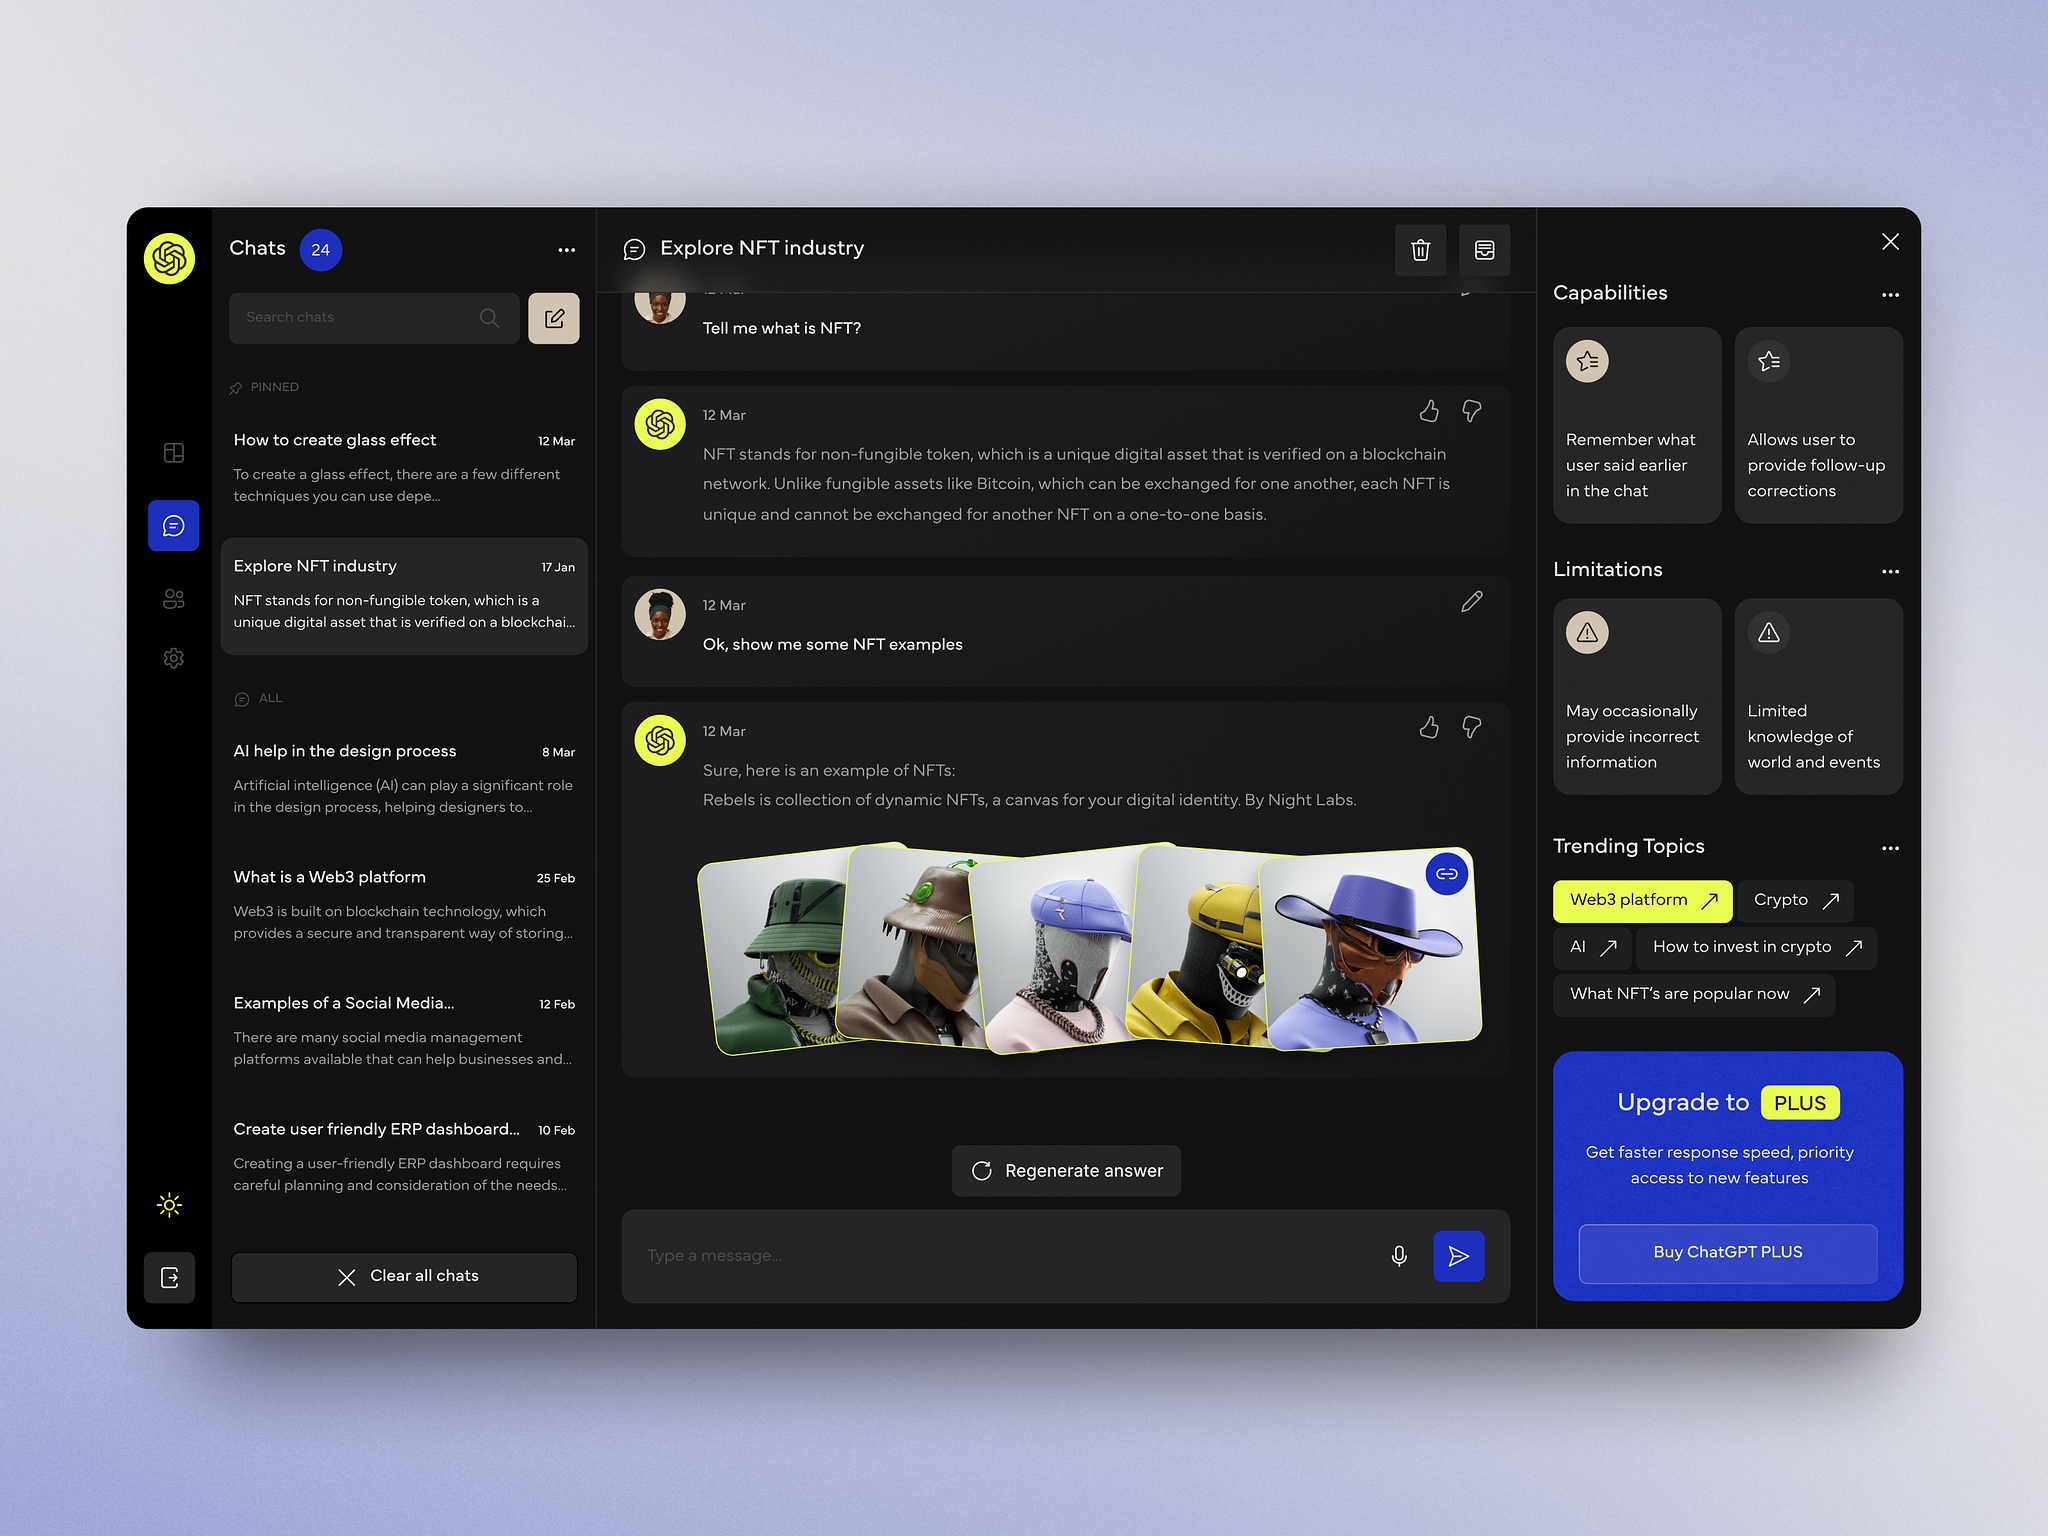 Chats 24
Search chats
PINNED
How to create glass effect 12 Mar
To create a glass effect, there are a few different
techniques you can use depe...
Explore NFT industry 17 Jan
NFT stands for non-fungible token, which is a
unique digital asset that is verified on a blockchai...
ALL
AI help in the design process 8 Mar
Artificial intelligence (AI) can play a significant role
in the design process, helping designers to...
What is a Web3 platform 25 Feb
Web3 is built on blockchain technology, which
provides a secure and transparent way of storing...
Examples of a Social Media... 12 Feb
There are many social media management
platforms available that can help businesses and...
Create user friendly ERP dashboard... 10 Feb
Creating a user-friendly ERP dashboard requires
careful planning and consideration of the needs...
Clear all chats
Explore NFT industry
Tell me what is NFT?
12 Mar
NFT stands for non-fungible token, which is a unique digital asset that is verified on a blockchain
network. Unlike fungible assets like Bitcoin, which can be exchanged for one another, each NFT is
unique and cannot be exchanged for another NFT on a one-to-one basis.
12 Mar
Ok, show me some NFT examples
12 Mar
Sure, here is an example of NFTs:
Rebels is collection of dynamic NFTs, a canvas for your digital identity. By Night Labs.
Regenerate answer
Type a message...
Capabilities
Remember what
user said earlier
in the chat
Allows user to
provide follow-up
corrections
Limitations
May occasionally
provide incorrect
information
Limited
knowledge of
world and events
Trending Topics
Web3 platform
Crypto
AI
How to invest in crypto
What NFT's are popular now
Upgrade to PLUS
Get faster response speed, priority
access to new features
Buy ChatGPT PLUS